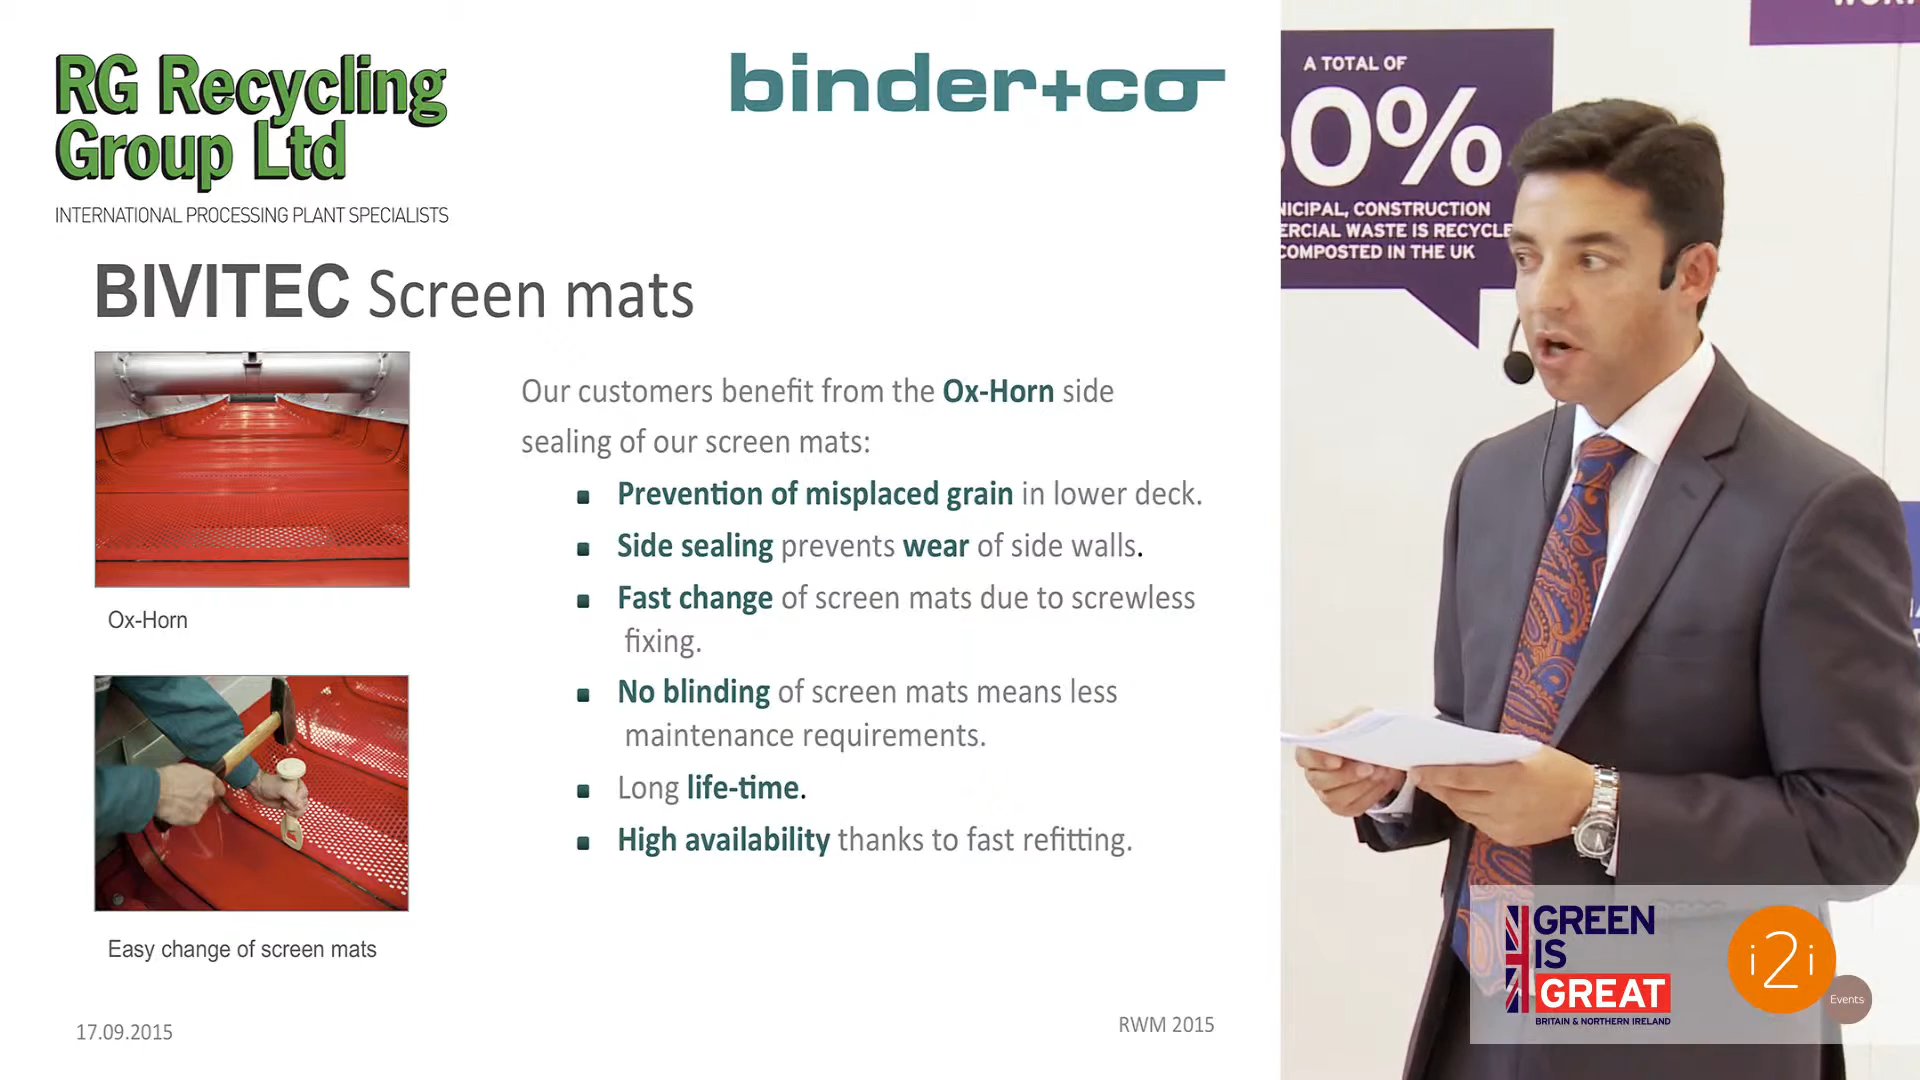 RG Recycling
Group Ltd
INTERNATIONAL PROCESSING PLANT SPECIALISTS
binder+co
BIVITEC Screen mats
Ox-Horn
Easy change of screen mats
Our customers benefit from the Ox-Horn side
sealing of our screen mats:
Prevention of misplaced grain in lower deck.
Side sealing prevents wear of side walls.
Fast change of screen mats due to screwless
fixing.
No blinding of screen mats means less
maintenance requirements.
Long life-time.
High availability thanks to fast refitting.
17.09.2015
RWM 2015
A TOTAL OF
0%
NICIPAL, CONSTRUCTION
ERCIAL WASTE IS RECYCLE
COMPOSTED IN THE UK
GREEN
IS
GREAT
BRITAIN & NORTHERN IRELAND
i2i
Events